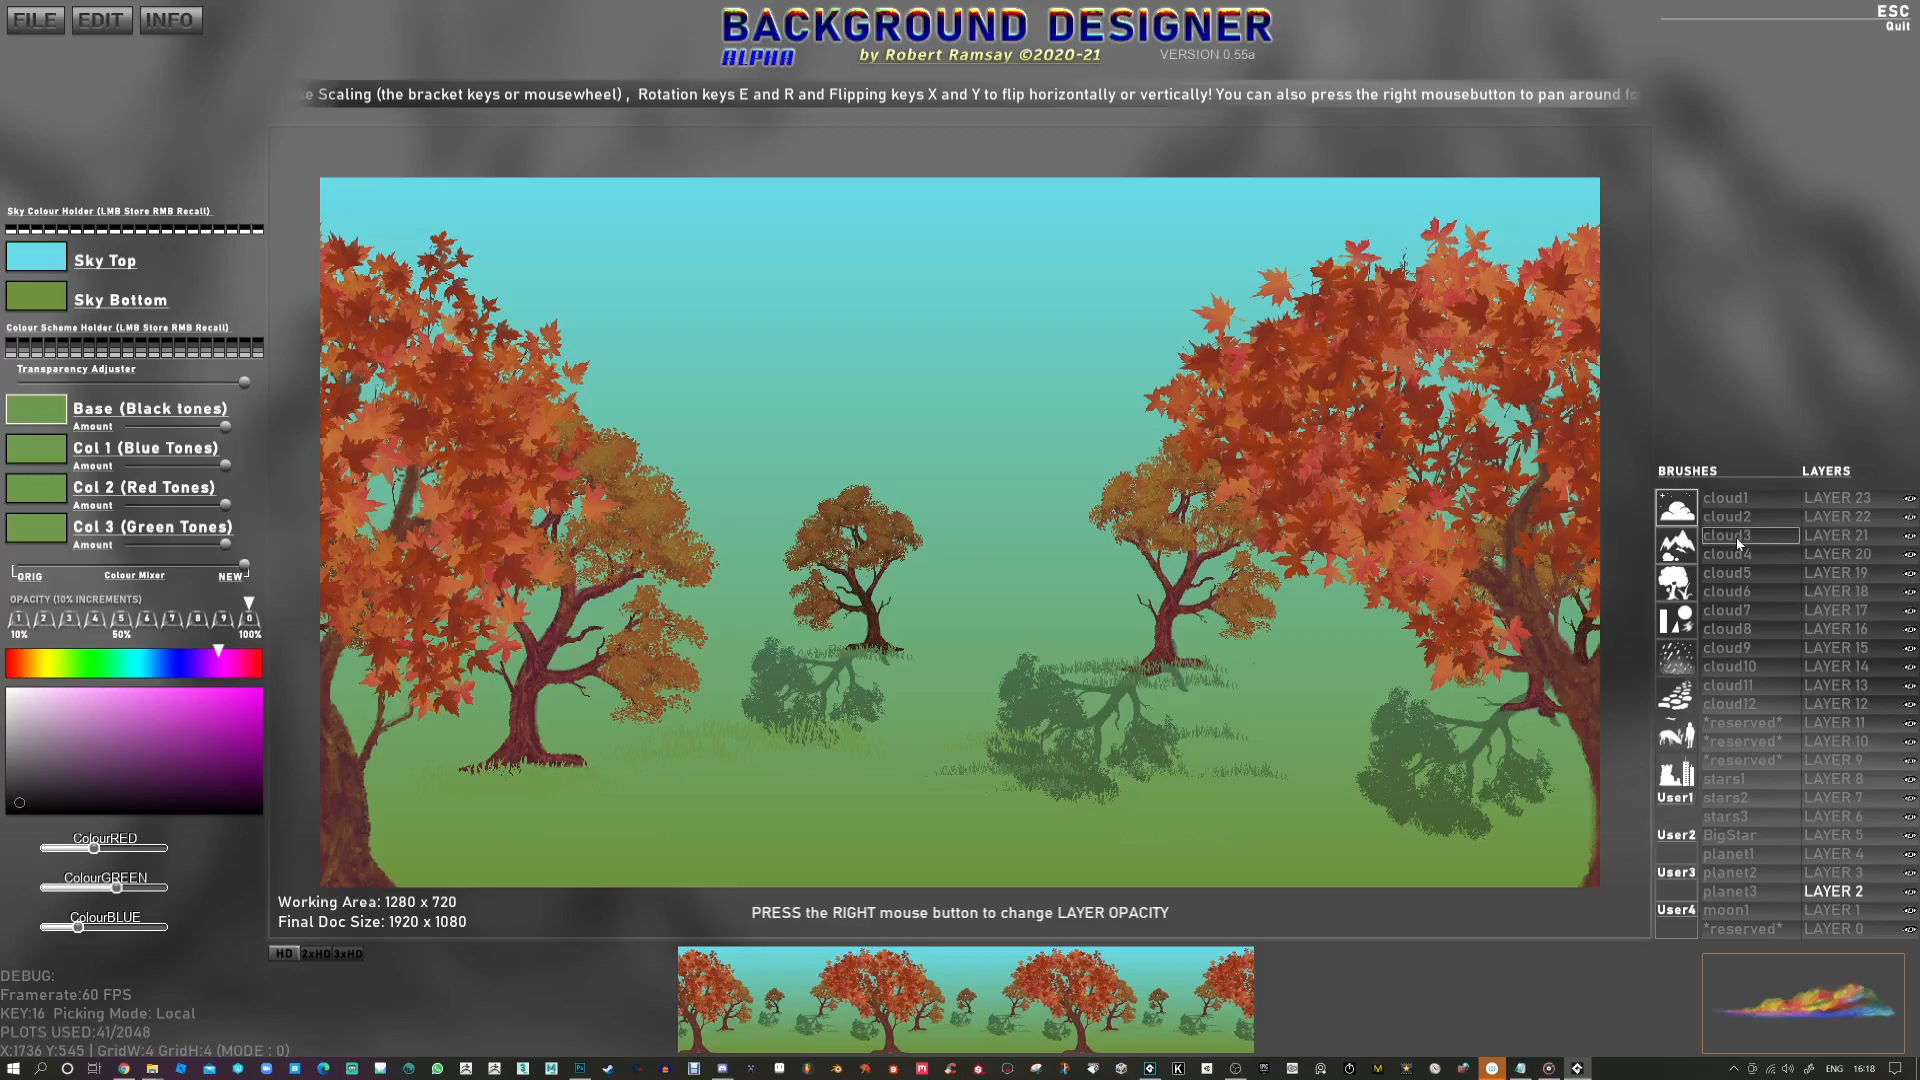 FILE EDIT INFO
BACKGROUND DESIGNER
ALPHA by Robert Ramsay ©2020-21 VERSION 0.55a
ESC
Quit
e Scaling (the bracket keys or mousewheel) , Rotation keys E and R and Flipping keys X and Y to flip horizontally or vertically! You can also press the right mousebutton to pan around fo
Sky Colour Holder (LMB Store RMB Recall)
Sky Top
Sky Bottom
Colour Scheme Holder (LMB Store RMB Recall)
Transparency Adjuster
Base (Black tones)
Amount
Col 1 (Blue Tones)
Amount
Col 2 (Red Tones)
Amount
Col 3 (Green Tones)
Amount
ORIG Colour Mixer NEW
OPACITY (10% INCREMENTS)
1 2 3 4 5 6 7 8 9 0
10% 50% 100%
ColourRED
ColourGREEN
ColourBLUE
BRUSHES LAYERS
cloud1 LAYER 23
cloud2 LAYER 22
cloud3 LAYER 21
cloud4 LAYER 20
cloud5 LAYER 19
cloud6 LAYER 18
cloud7 LAYER 17
cloud8 LAYER 16
cloud9 LAYER 15
cloud10 LAYER 14
cloud11 LAYER 13
cloud12 LAYER 12
*reserved* LAYER 11
*reserved* LAYER 10
*reserved* LAYER 9
stars1 LAYER 8
User1 stars2 LAYER 7
stars3 LAYER 6
User2 BigStar LAYER 5
planet1 LAYER 4
User3 planet2 LAYER 3
planet3 LAYER 2
User4 moon1 LAYER 1
*reserved* LAYER 0
Working Area: 1280 x 720
Final Doc Size: 1920 x 1080
PRESS the RIGHT mouse button to change LAYER OPACITY
HD 2xHD 3xHD
DEBUG:
Framerate:60 FPS
KEY:16 Picking Mode: Local
PLOTS USED:41/2048
X:1736 Y:545 | GridW:4 GridH:4 (MODE : 0)
ENG 16:18